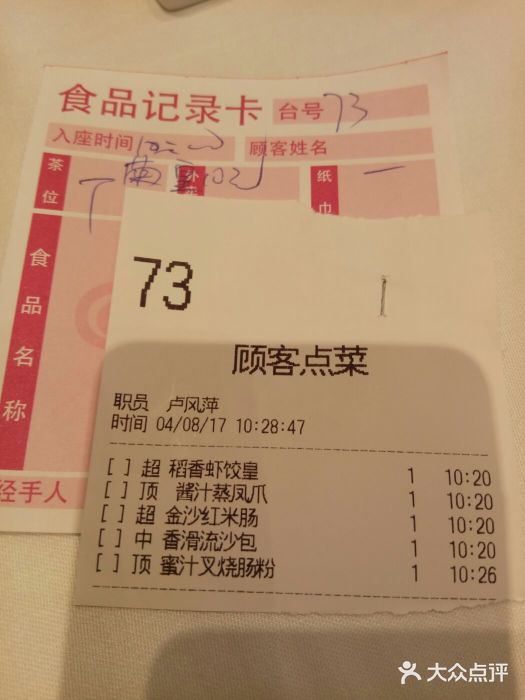 食品记录卡 台号 73
入座时间 顾客姓名
茶位 纸巾 一
食品名称
经手人
73
顾客点菜
职员 卢风萍
时间 04/08/17 10:28:47
[ ] 超 稻香虾饺皇 1 10:20
[ ] 顶 酱汁蒸凤爪 1 10:20
[ ] 超 金沙红米肠 1 10:20
[ ] 中 香滑流沙包 1 10:20
[ ] 顶 蜜汁叉烧肠粉 1 10:26
大众点评